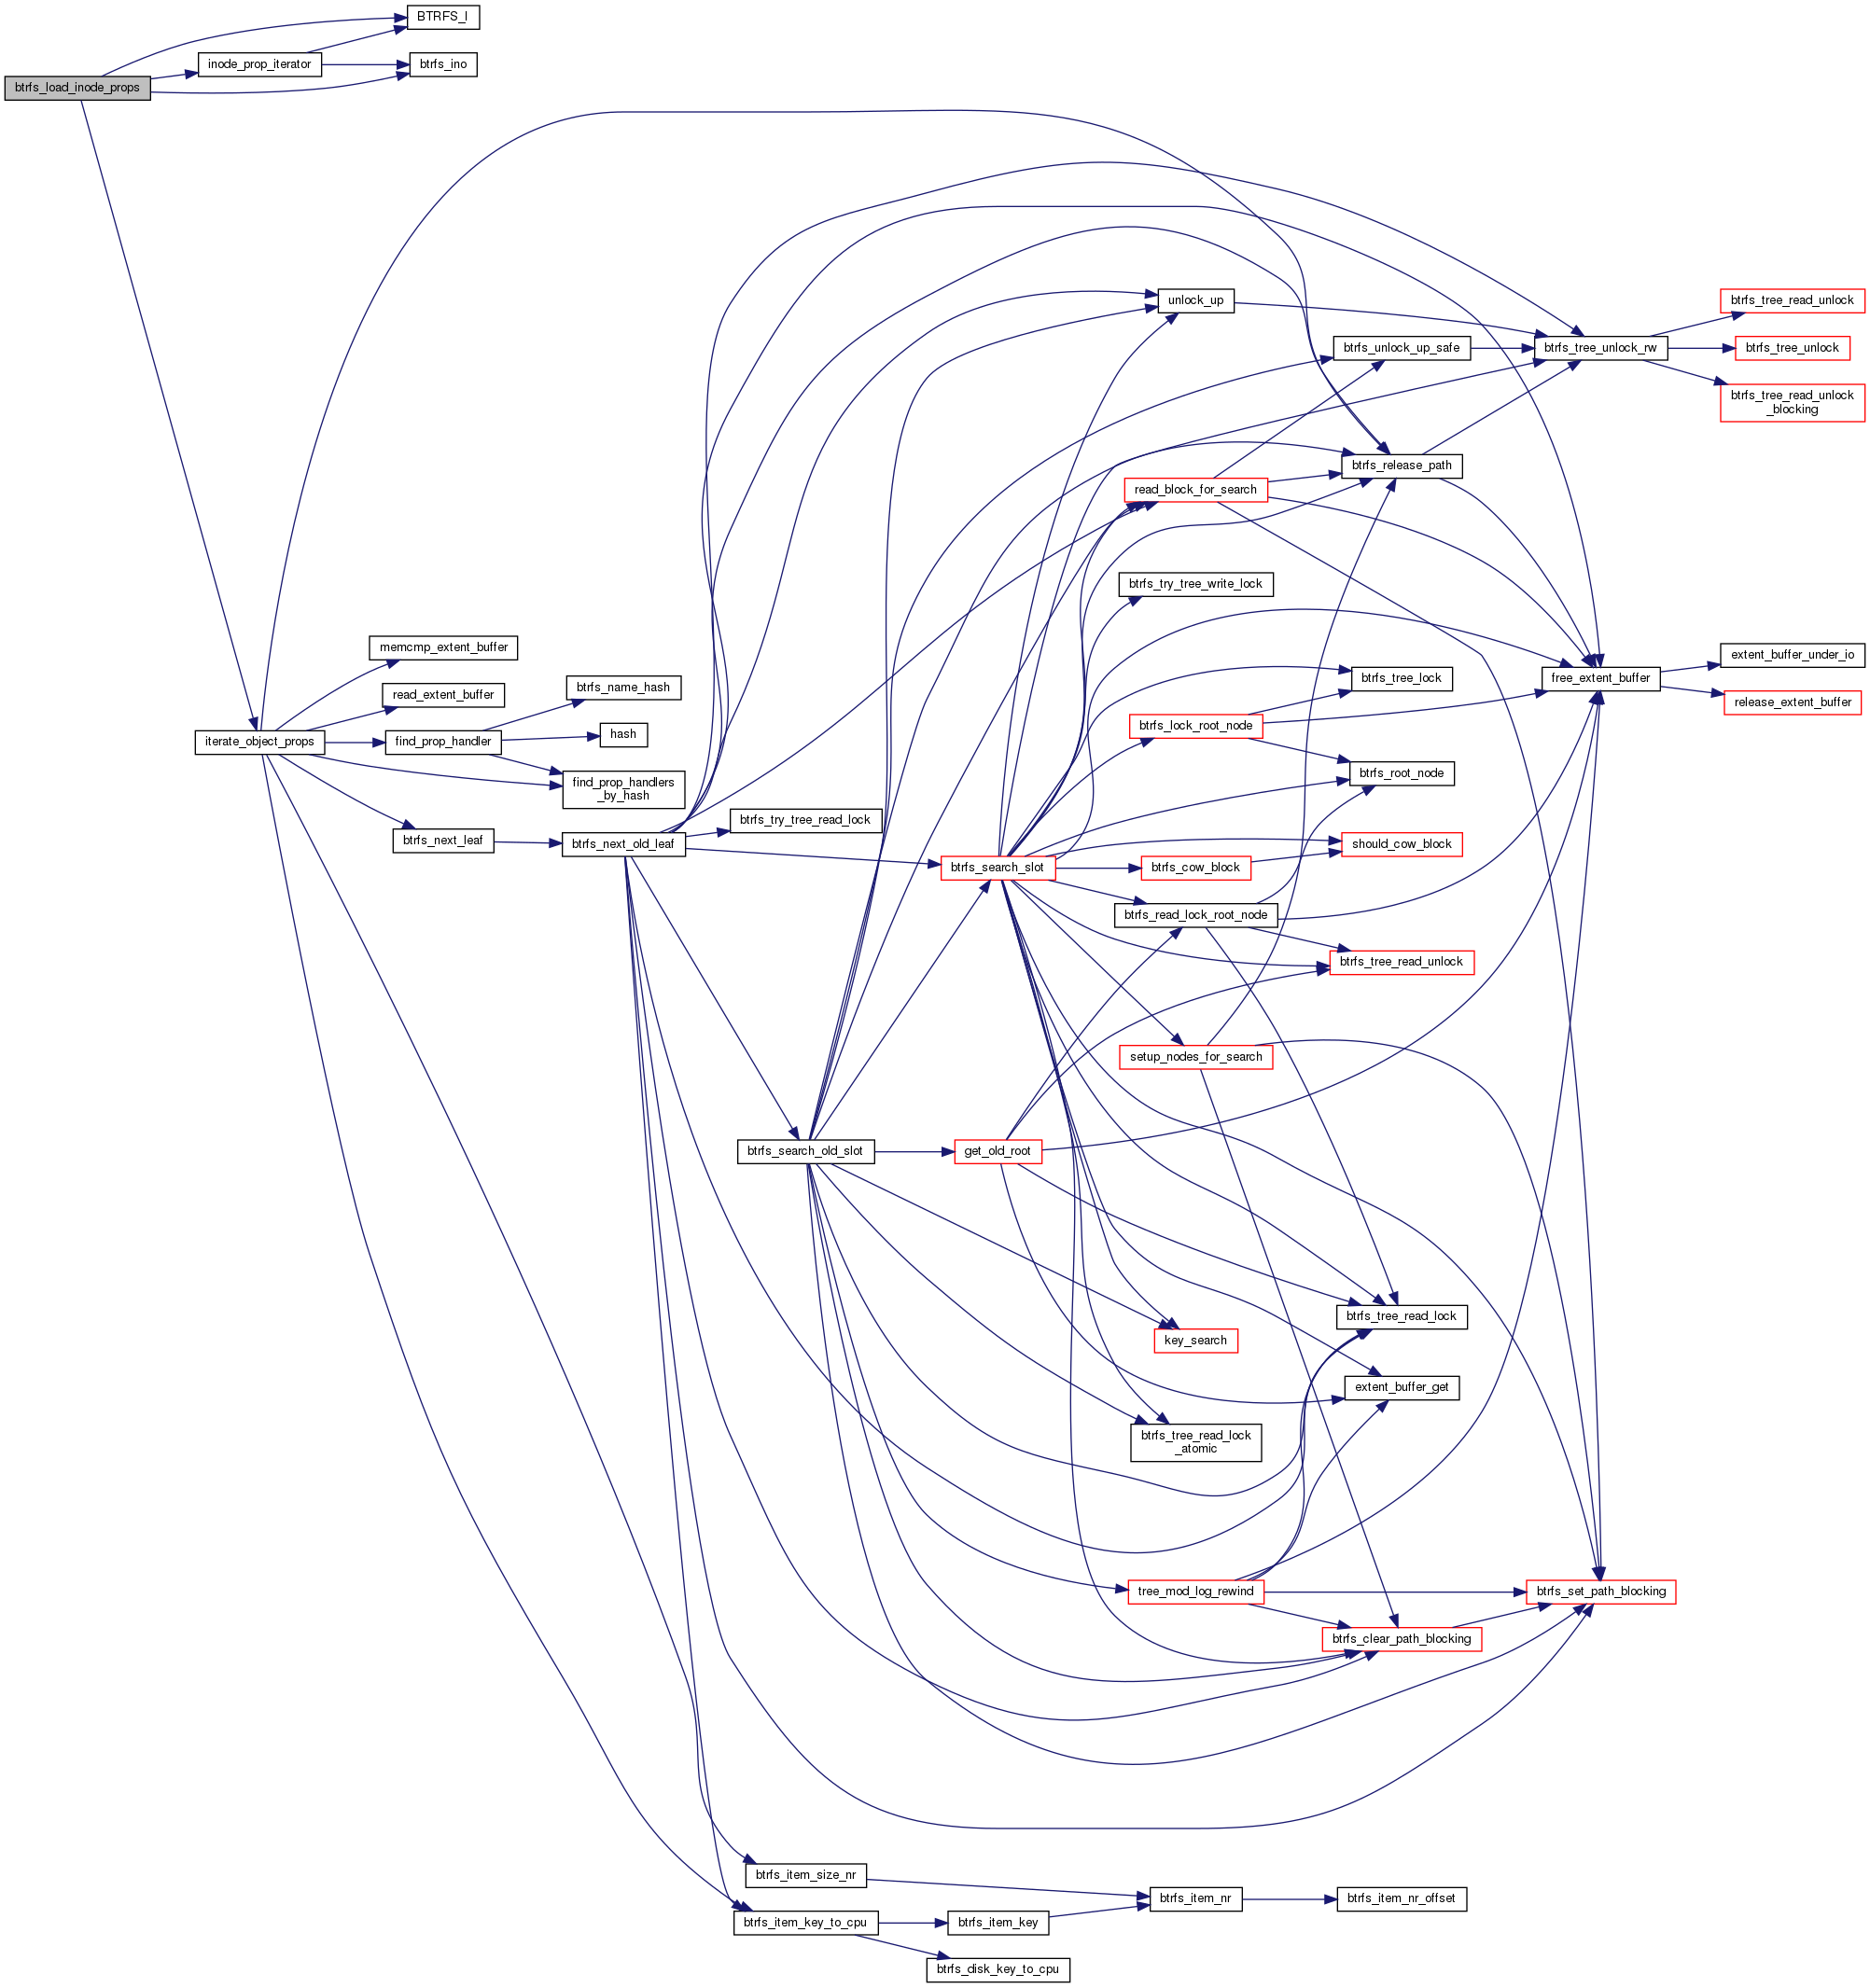 BTRFS_I
inode_prop_iterator
btrfs_ino
btrfs_load_inode_props
unlock_up
btrfs_tree_read_unlock
btrfs_unlock_up_safe
btrfs_tree_unlock_rw
btrfs_tree_unlock
btrfs_tree_read_unlock
_blocking
btrfs_release_path
read_block_for_search
btrfs_try_tree_write_lock
memcmp_extent_buffer
extent_buffer_under_io
btrfs_tree_lock
free_extent_buffer
btrfs_name_hash
read_extent_buffer
release_extent_buffer
btrfs_lock_root_node
hash
iterate_object_props
find_prop_handler
btrfs_root_node
find_prop_handlers
_by_hash
btrfs_try_tree_read_lock
btrfs_next_leaf
btrfs_next_old_leaf
should_cow_block
btrfs_search_slot
btrfs_cow_block
btrfs_read_lock_root_node
btrfs_tree_read_unlock
setup_nodes_for_search
btrfs_search_old_slot
get_old_root
btrfs_tree_read_lock
key_search
extent_buffer_get
btrfs_tree_read_lock
_atomic
tree_mod_log_rewind
btrfs_set_path_blocking
btrfs_clear_path_blocking
btrfs_item_size_nr
btrfs_item_nr
btrfs_item_nr_offset
btrfs_item_key_to_cpu
btrfs_item_key
btrfs_disk_key_to_cpu